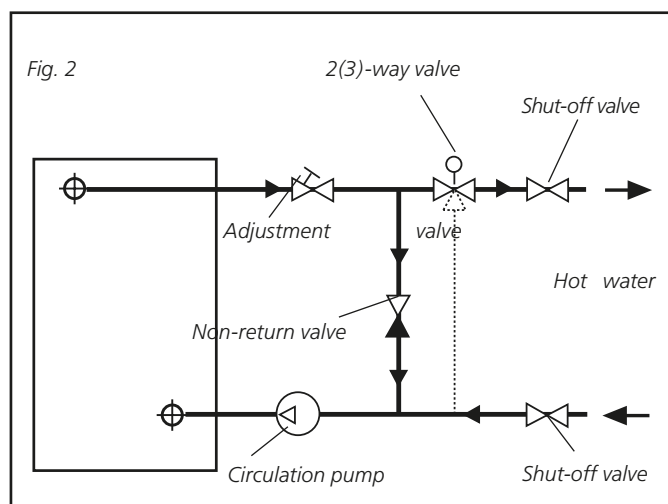 Fig. 2
2(3)-way valve
Shut-off valve
Adjustment valve
Hot water
Non-return valve
Circulation pump
Shut-off valve